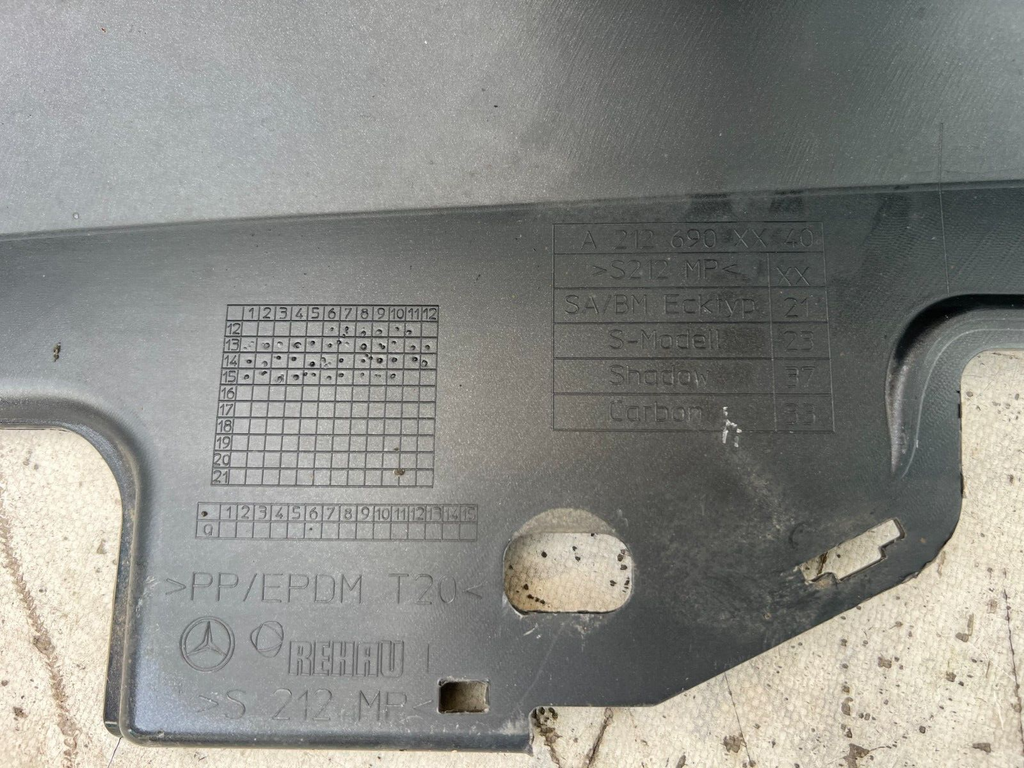 A 212 690 XX 40
>S212 MP< XX
SA/BM Ecktyp 21
S-Modell 23
Shadow 37
Carbon 35
1 2 3 4 5 6 7 8 9 10 11 12
12
13
14
15
16
17
18
19
20
21
1 2 3 4 5 6 7 8 9 10 11 12 13 14 15
Q
>PP/EPDM T20<
REHAU
>S 212 MP<